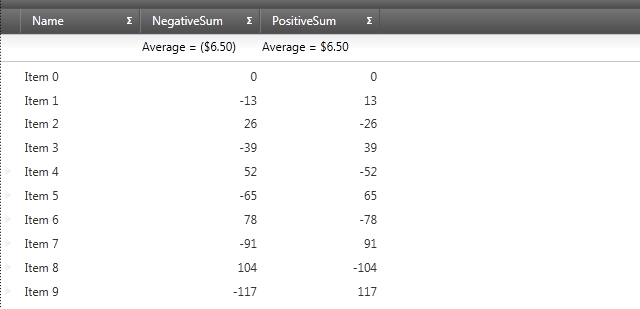 Name Σ NegativeSum Σ PositiveSum Σ
Average = ($6.50) Average = $6.50
Item 0 0 0
Item 1 -13 13
Item 2 26 -26
Item 3 -39 39
Item 4 52 -52
Item 5 -65 65
Item 6 78 -78
Item 7 -91 91
Item 8 104 -104
Item 9 -117 117